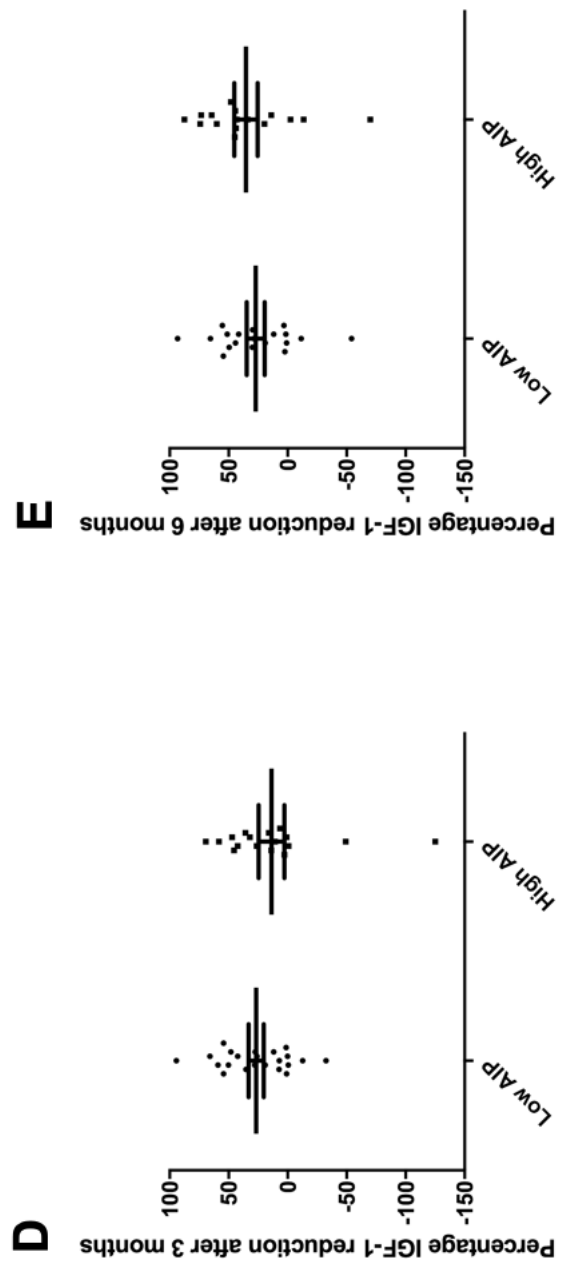 D
Percentage IGF-1 reduction after 3 months
100
50
0
-50
-100
-150
Low AIP
High AIP
E
Percentage IGF-1 reduction after 6 months
100
50
0
-50
-100
-150
Low AIP
High AIP